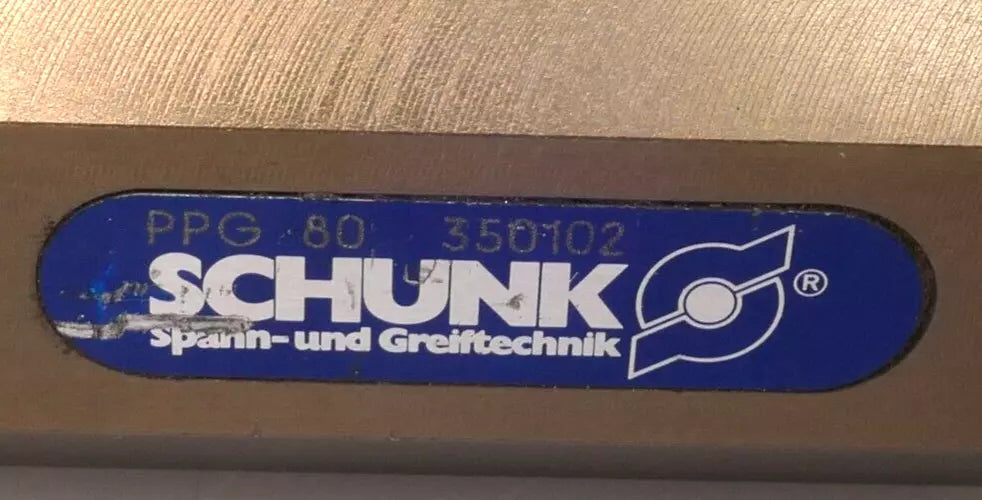 PPG 80 350102
SCHUNK ®
Spann- und Greiftechnik